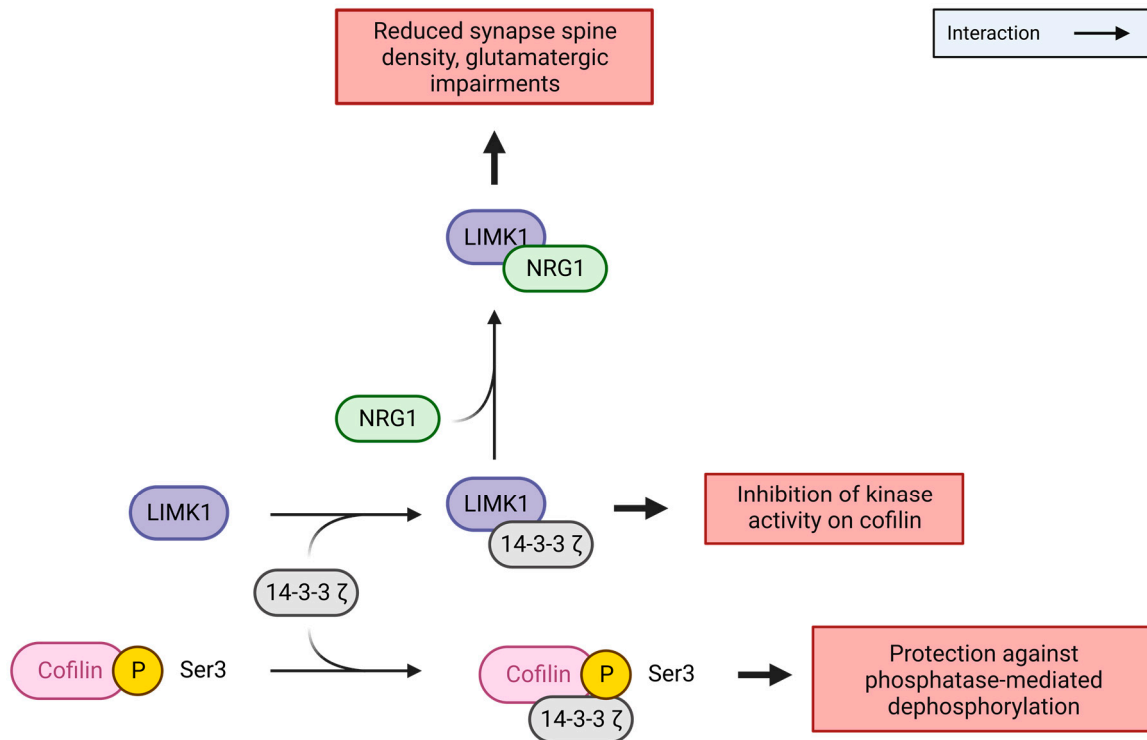 Reduced synapse spine
density, glutamatergic
impairments
Interaction
LIMK1
NRG1
NRG1
LIMK1
LIMK1
14-3-3 ζ
Inhibition of kinase
activity on cofilin
14-3-3 ζ
Cofilin P Ser3
Cofilin P Ser3
14-3-3 ζ
Protection against
phosphatase-mediated
dephosphorylation